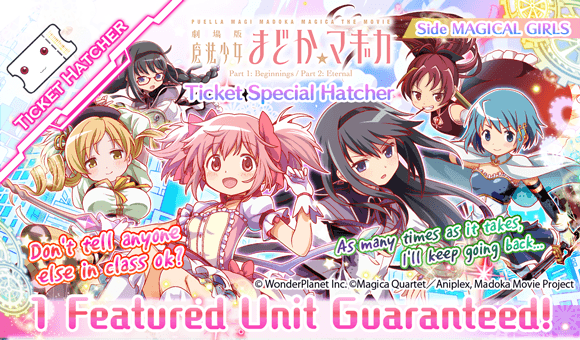 TICKET HATCHER
PUELLA MAGI MADOKA MAGICA THE MOVIE
Side MAGICAL GIRLS
劇場版
魔法少女まどか☆マギカ
Part 1: Beginnings / Part 2: Eternal
Ticket Special Hatcher
Don't tell anyone
else in class ok?
As many times as it takes,
I'll keep going back...
©WonderPlanet Inc. ©Magica Quartet／Aniplex, Madoka Movie Project
1 Featured Unit Guaranteed!